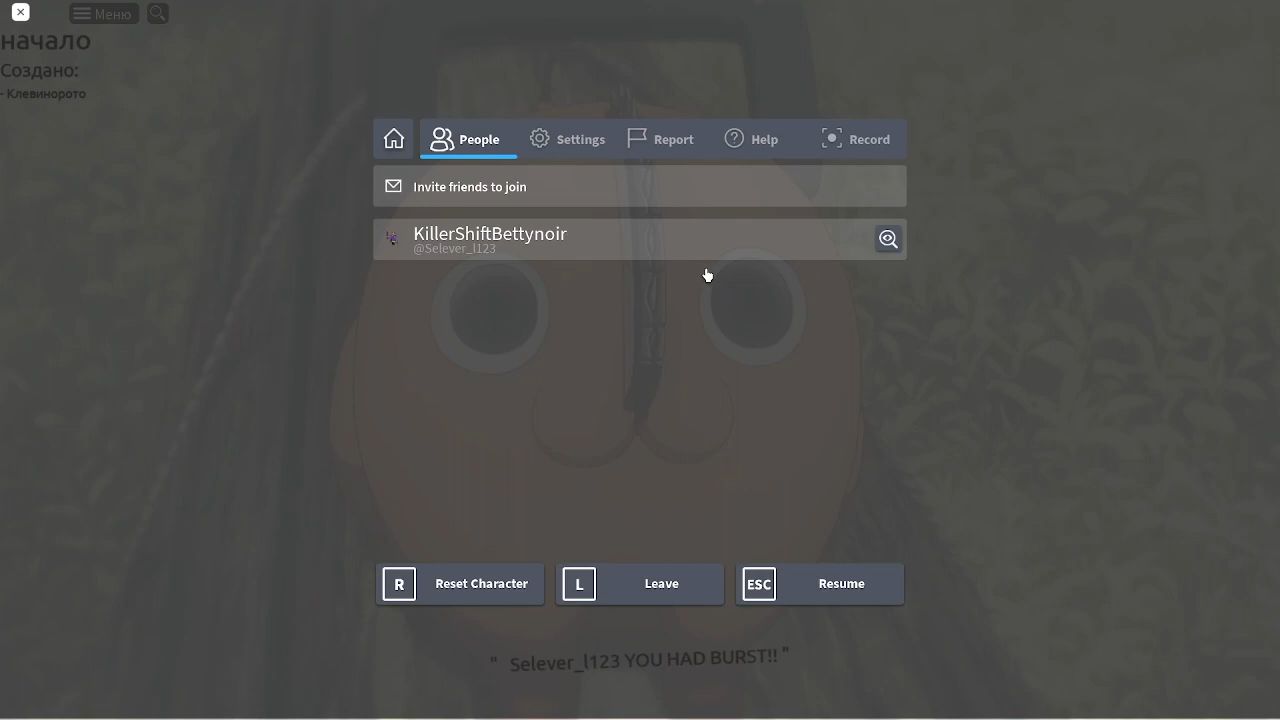 Меню
начало
Создано:
- Клевинорото
People
Settings
Report
Help
Record
Invite friends to join
KillerShiftBettynoir
@Selever_l123
R Reset Character
L Leave
ESC Resume
" Selever_l123 YOU HAD BURST!! "